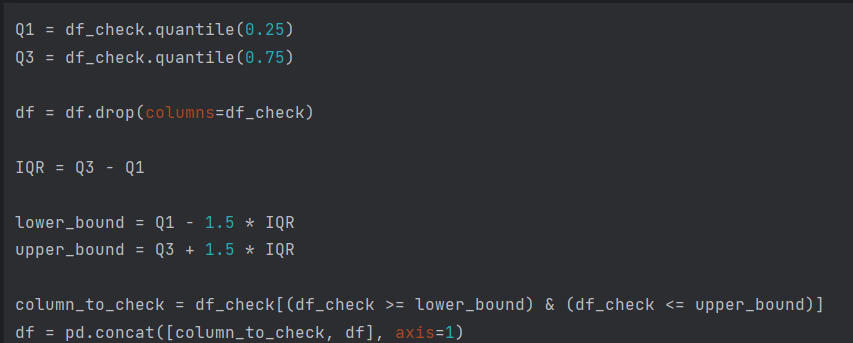 Q1 = df_check.quantile(0.25)
Q3 = df_check.quantile(0.75)
df = df.drop(columns=df_check)
IQR = Q3 - Q1
lower_bound = Q1 - 1.5 * IQR
upper_bound = Q3 + 1.5 * IQR
column_to_check = df_check[(df_check >= lower_bound) & (df_check <= upper_bound)]
df = pd.concat([column_to_check, df], axis=1)